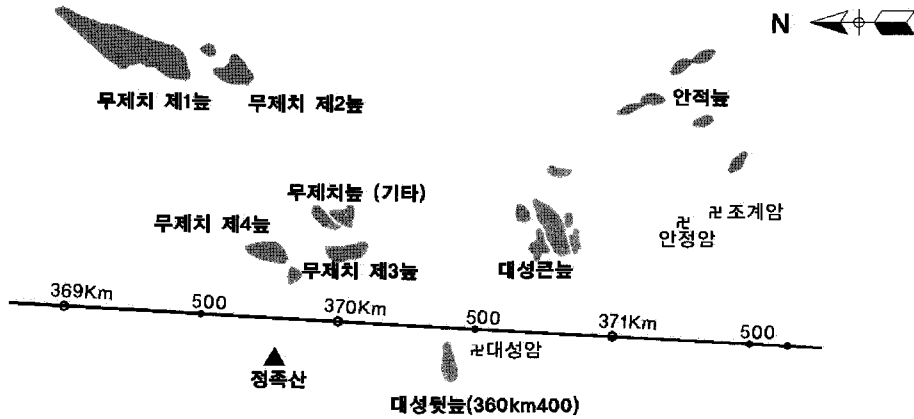 N
무제치 제1늪
무제치 제2늪
안적늪
무제치늪 (기타)
무제치 제4늪
무제치 제3늪
대성큰늪
卍조계암
卍
안정암
369Km
500
370Km
500
371Km
500
정족산
卍대성암
대성뒷늪(360km400)